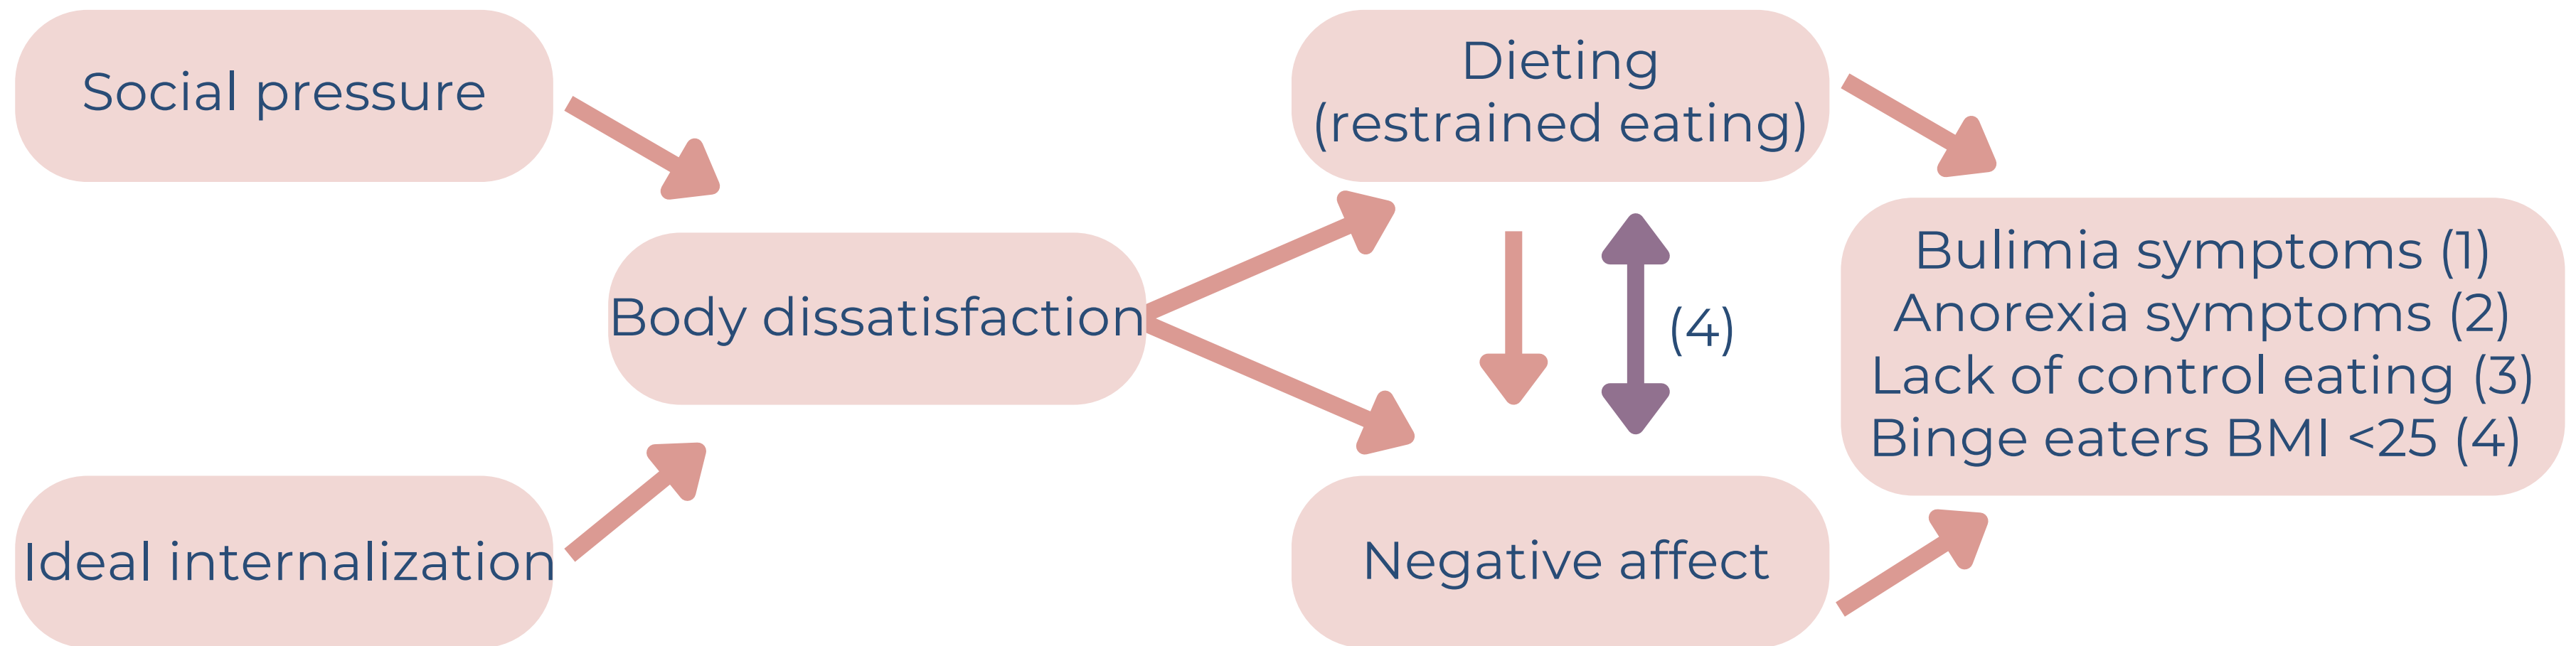 Social pressure
Ideal internalization
Body dissatisfaction
Dieting
(restrained eating)
(4)
Negative affect
Bulimia symptoms (1)
Anorexia symptoms (2)
Lack of control eating (3)
Binge eaters BMI <25 (4)